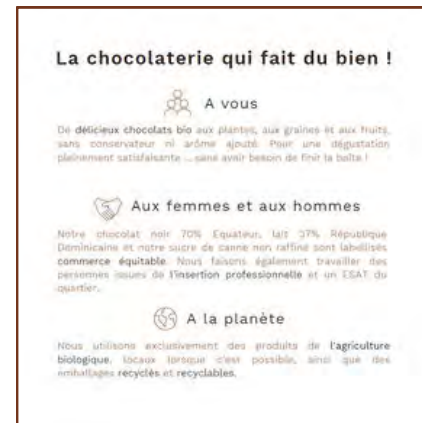 La chocolaterie qui fait du bien !
A vous
De délicieux chocolats bio aux plantes, aux graines et aux fruits,
sans conservateur ni arôme ajouté. Pour une dégustation
pleinement satisfaisante ... sans avoir besoin de finir la boîte !
Aux femmes et aux hommes
Notre chocolat noir 70% Equateur, lait 37% République
Dominicaine et notre sucre de canne non raffiné sont labellisés
commerce équitable. Nous faisons également travailler des
personnes issues de l'insertion professionnelle et un ESAT du
quartier.
A la planète
Nous utilisons exclusivement des produits de l'agriculture
biologique, locaux lorsque c'est possible, ainsi que des
emballages recyclés et recyclables.